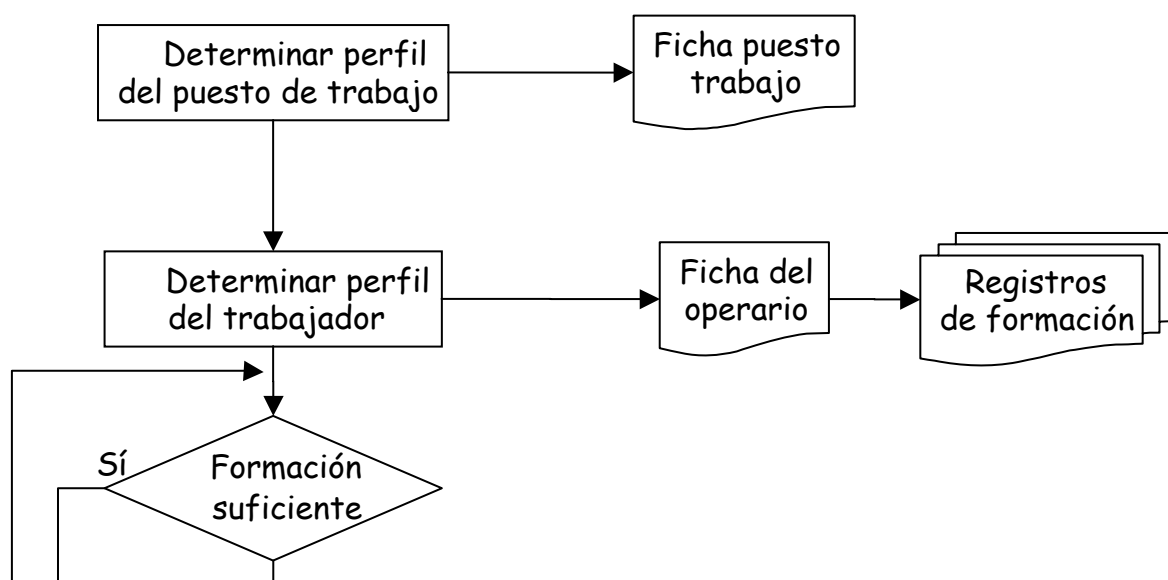 Determinar perfil
del puesto de trabajo
Ficha puesto
trabajo
Determinar perfil
del trabajador
Ficha del
operario
Registros
de formación
Sí
Formación
suficiente